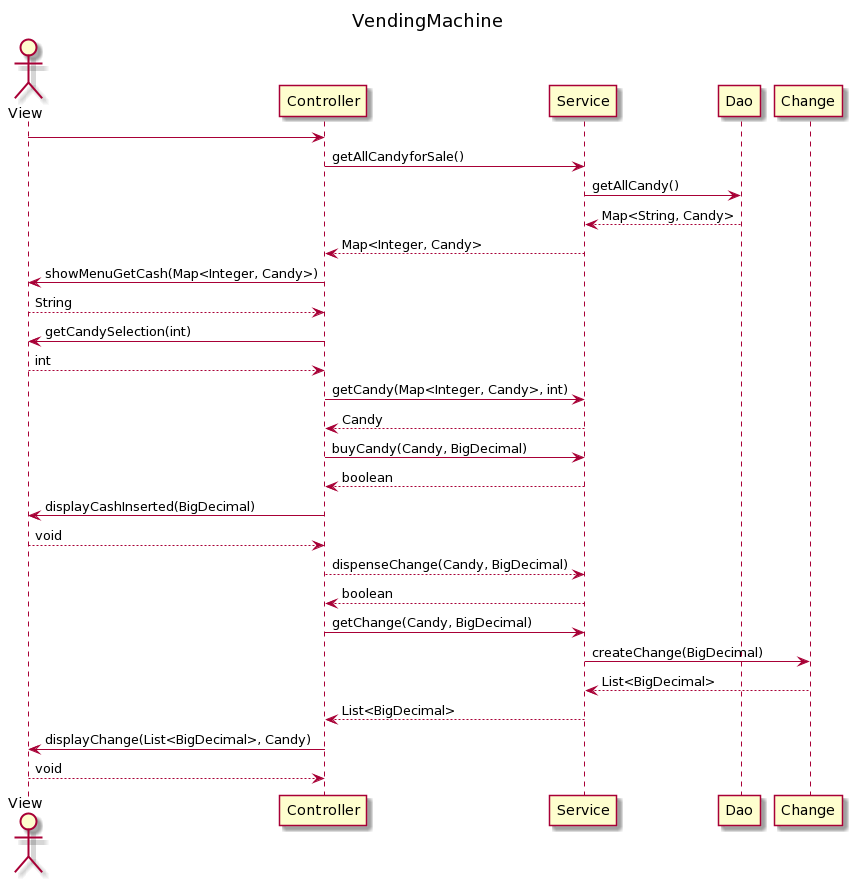 VendingMachine
View
Controller
Service
Dao
Change
getAllCandyforSale()
getAllCandy()
Map<String, Candy>
Map<Integer, Candy>
showMenuGetCash(Map<Integer, Candy>)
String
getCandySelection(int)
int
getCandy(Map<Integer, Candy>, int)
Candy
buyCandy(Candy, BigDecimal)
boolean
displayCashInserted(BigDecimal)
void
dispenseChange(Candy, BigDecimal)
boolean
getChange(Candy, BigDecimal)
createChange(BigDecimal)
List<BigDecimal>
List<BigDecimal>
displayChange(List<BigDecimal>, Candy)
void
View
Controller
Service
Dao
Change